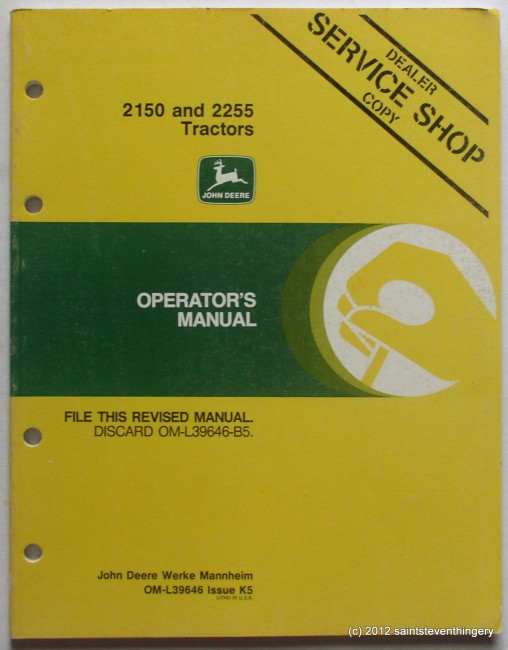 DEALER
SERVICE SHOP
COPY
2150 and 2255
Tractors
JOHN DEERE
OPERATOR'S
MANUAL
FILE THIS REVISED MANUAL.
DISCARD OM-L39646-B5.
John Deere Werke Mannheim
OM-L39646 Issue K5
LITHO IN U.S.A.
(c) 2012 saintsteventhingery